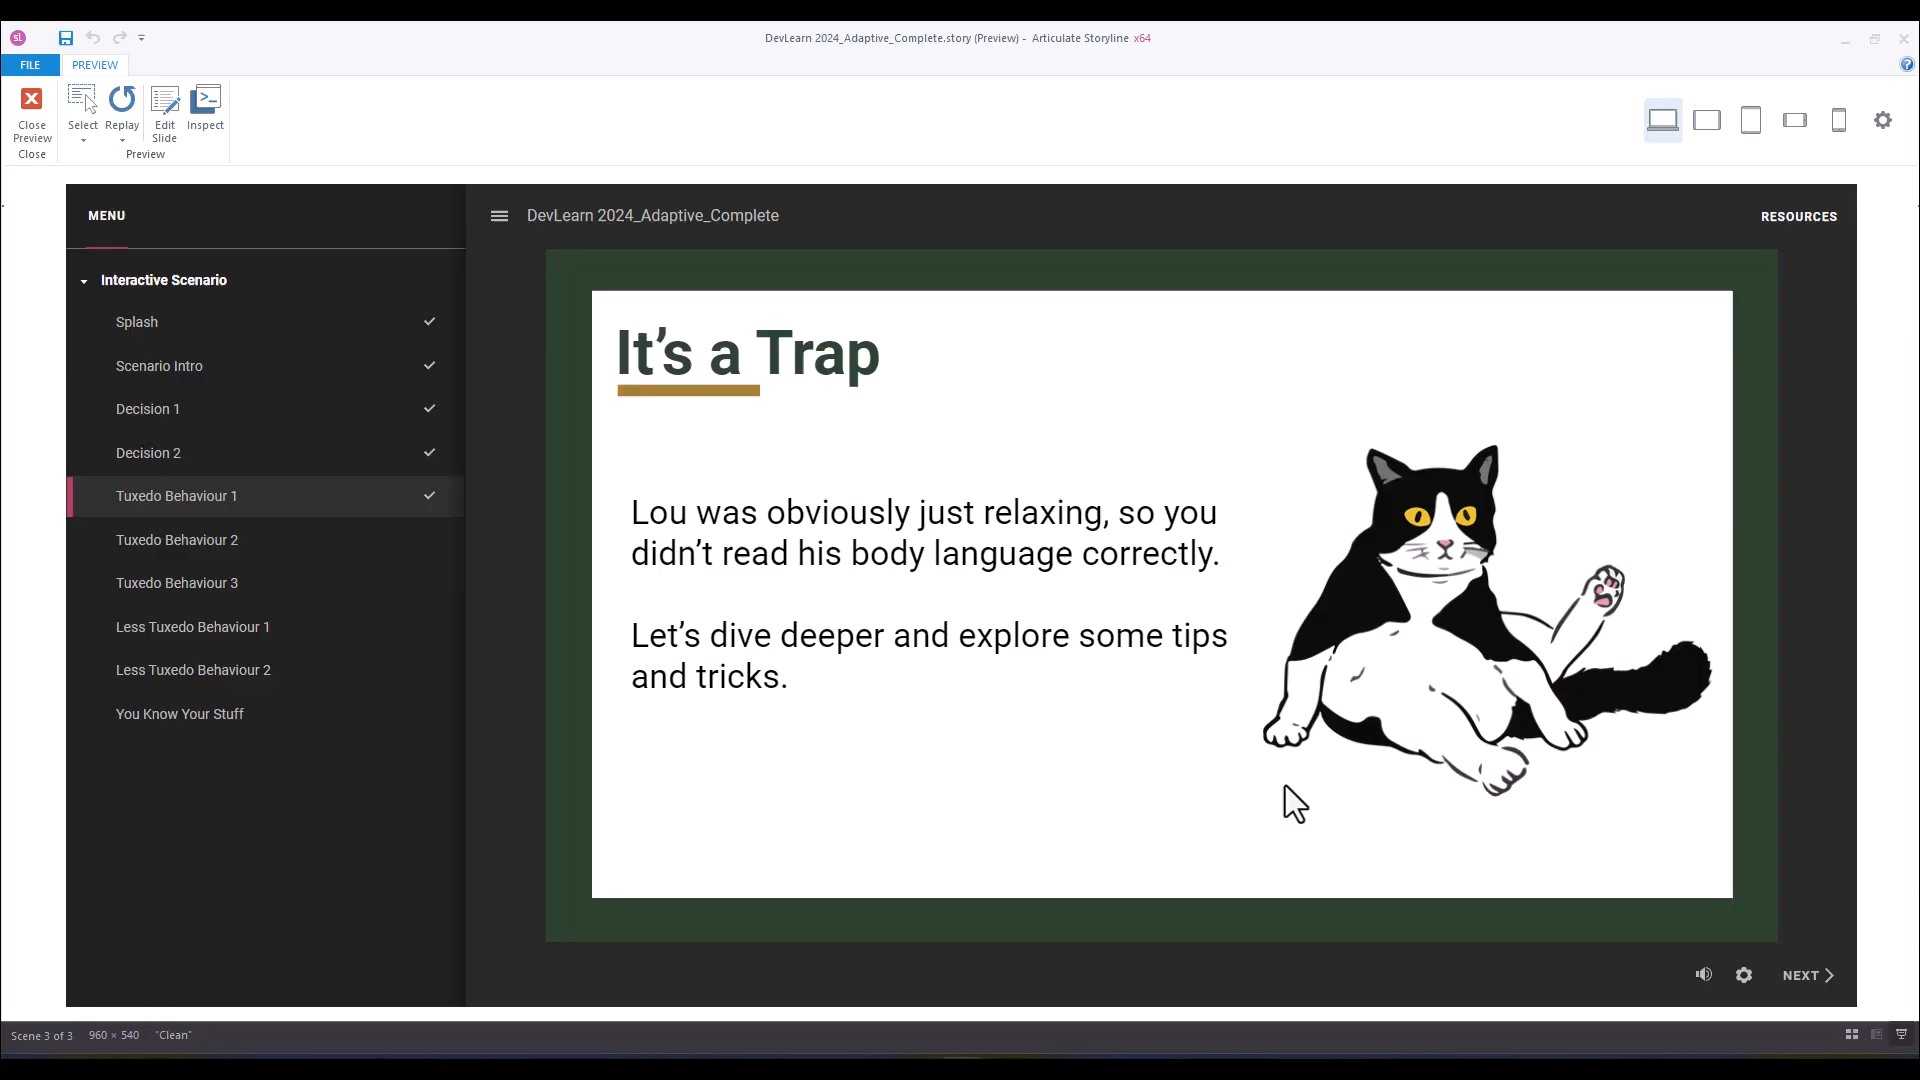 sl
DevLearn 2024_Adaptive_Complete.story (Preview) - Articulate Storyline x64
FILE
PREVIEW
?
Close
Preview
Select
Replay
Edit
Slide
Inspect
Close
Preview
MENU
DevLearn 2024_Adaptive_Complete
RESOURCES
Interactive Scenario
Splash
Scenario Intro
Decision 1
Decision 2
Tuxedo Behaviour 1
Tuxedo Behaviour 2
Tuxedo Behaviour 3
Less Tuxedo Behaviour 1
Less Tuxedo Behaviour 2
You Know Your Stuff
It’s a Trap
Lou was obviously just relaxing, so you
didn’t read his body language correctly.
Let’s dive deeper and explore some tips
and tricks.
NEXT
Scene 3 of 3
960 × 540
"Clean"